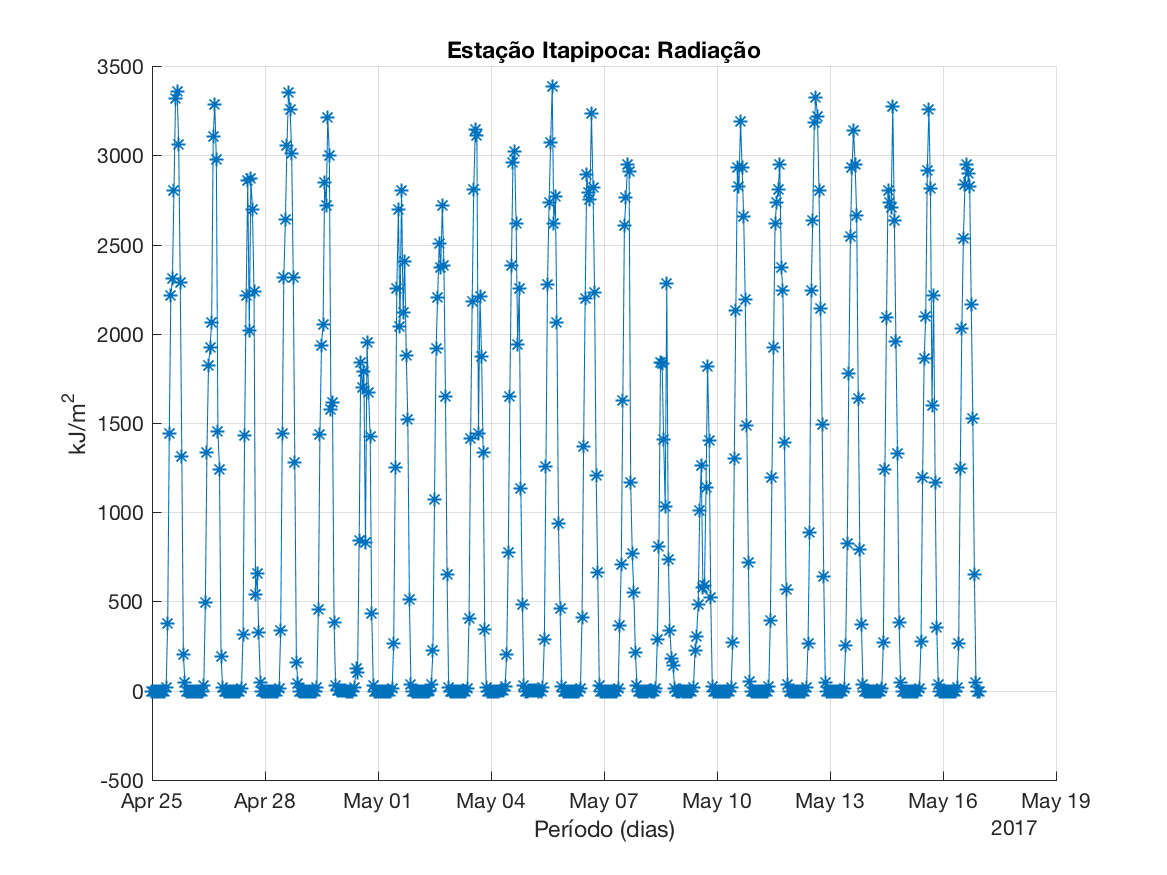 Estação Itapipoca: Radiação
3500
3000
2500
2000
1500
1000
500
0
-500
kJ/m²
Apr 25 Apr 28 May 01 May 04 May 07 May 10 May 13 May 16 May 19
Período (dias)
2017